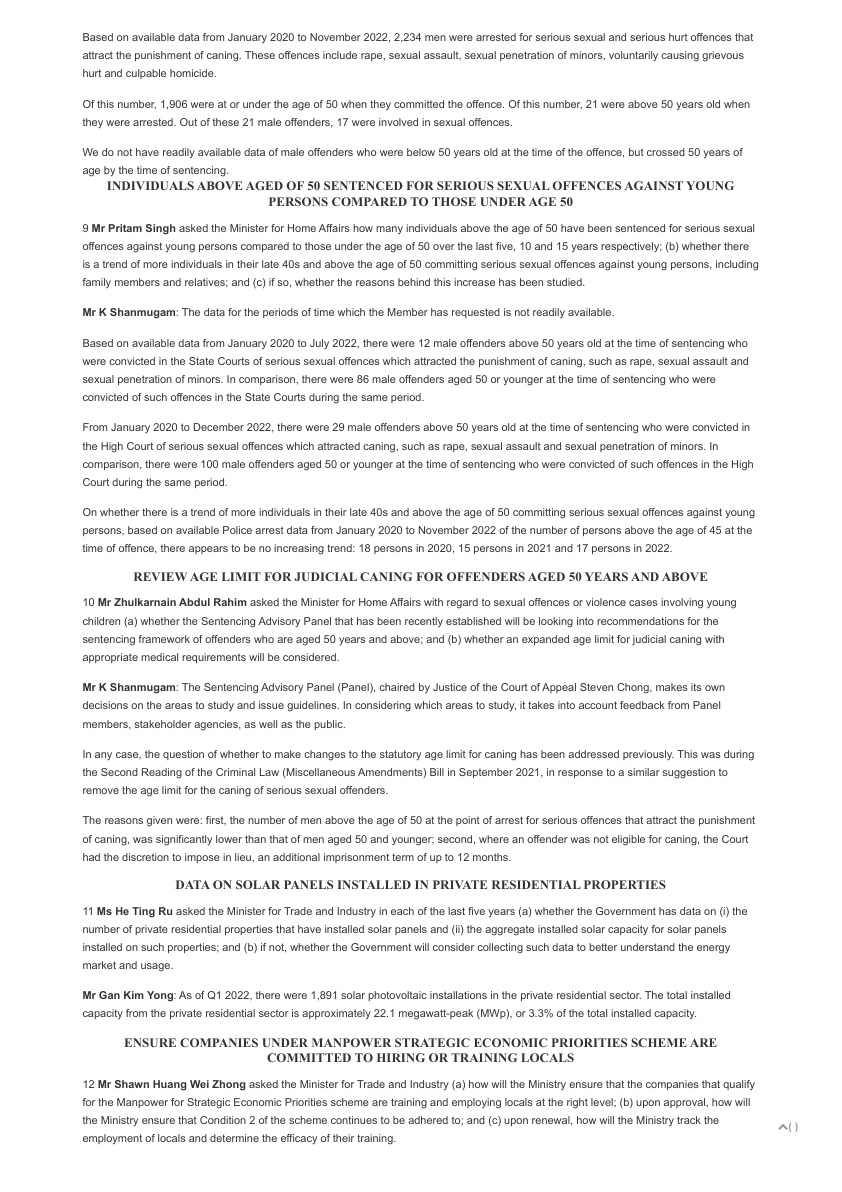 Based on available data from January 2020 to November 2022, 2,234 men were arrested for serious sexual and serious hurt offences that
attract the punishment of caning. These offences include rape, sexual assault, sexual penetration of minors, voluntarily causing grievous
hurt and culpable homicide.
Of this number, 1,906 were at or under the age of 50 when they committed the offence. Of this number, 21 were above 50 years old when
they were arrested. Out of these 21 male offenders, 17 were involved in sexual offences.
We do not have readily available data of male offenders who were below 50 years old at the time of the offence, but crossed 50 years of
age by the time of sentencing.
INDIVIDUALS ABOVE AGED OF 50 SENTENCED FOR SERIOUS SEXUAL OFFENCES AGAINST YOUNG
PERSONS COMPARED TO THOSE UNDER AGE 50
9 Mr Pritam Singh asked the Minister for Home Affairs how many individuals above the age of 50 have been sentenced for serious sexual
offences against young persons compared to those under the age of 50 over the last five, 10 and 15 years respectively; (b) whether there
is a trend of more individuals in their late 40s and above the age of 50 committing serious sexual offences against young persons, including
family members and relatives; and (c) if so, whether the reasons behind this increase has been studied.
Mr K Shanmugam: The data for the periods of time which the Member has requested is not readily available.
Based on available data from January 2020 to July 2022, there were 12 male offenders above 50 years old at the time of sentencing who
were convicted in the State Courts of serious sexual offences which attracted the punishment of caning, such as rape, sexual assault and
sexual penetration of minors. In comparison, there were 86 male offenders aged 50 or younger at the time of sentencing who were
convicted of such offences in the State Courts during the same period.
From January 2020 to December 2022, there were 29 male offenders above 50 years old at the time of sentencing who were convicted in
the High Court of serious sexual offences which attracted caning, such as rape, sexual assault and sexual penetration of minors. In
comparison, there were 100 male offenders aged 50 or younger at the time of sentencing who were convicted of such offences in the High
Court during the same period.
On whether there is a trend of more individuals in their late 40s and above the age of 50 committing serious sexual offences against young
persons, based on available Police arrest data from January 2020 to November 2022 of the number of persons above the age of 45 at the
time of offence, there appears to be no increasing trend: 18 persons in 2020, 15 persons in 2021 and 17 persons in 2022.
REVIEW AGE LIMIT FOR JUDICIAL CANING FOR OFFENDERS AGED 50 YEARS AND ABOVE
10 Mr Zhulkarnain Abdul Rahim asked the Minister for Home Affairs with regard to sexual offences or violence cases involving young
children (a) whether the Sentencing Advisory Panel that has been recently established will be looking into recommendations for the
sentencing framework of offenders who are aged 50 years and above; and (b) whether an expanded age limit for judicial caning with
appropriate medical requirements will be considered.
Mr K Shanmugam: The Sentencing Advisory Panel (Panel), chaired by Justice of the Court of Appeal Steven Chong, makes its own
decisions on the areas to study and issue guidelines. In considering which areas to study, it takes into account feedback from Panel
members, stakeholder agencies, as well as the public.
In any case, the question of whether to make changes to the statutory age limit for caning has been addressed previously. This was during
the Second Reading of the Criminal Law (Miscellaneous Amendments) Bill in September 2021, in response to a similar suggestion to
remove the age limit for the caning of serious sexual offenders.
The reasons given were: first, the number of men above the age of 50 at the point of arrest for serious offences that attract the punishment
of caning, was significantly lower than that of men aged 50 and younger; second, where an offender was not eligible for caning, the Court
had the discretion to impose in lieu, an additional imprisonment term of up to 12 months.
DATA ON SOLAR PANELS INSTALLED IN PRIVATE RESIDENTIAL PROPERTIES
11 Ms He Ting Ru asked the Minister for Trade and Industry in each of the last five years (a) whether the Government has data on (i) the
number of private residential properties that have installed solar panels and (ii) the aggregate installed solar capacity for solar panels
installed on such properties; and (b) if not, whether the Government will consider collecting such data to better understand the energy
market and usage.
Mr Gan Kim Yong: As of Q1 2022, there were 1,891 solar photovoltaic installations in the private residential sector. The total installed
capacity from the private residential sector is approximately 22.1 megawatt-peak (MWp), or 3.3% of the total installed capacity.
ENSURE COMPANIES UNDER MANPOWER STRATEGIC ECONOMIC PRIORITIES SCHEME ARE
COMMITTED TO HIRING OR TRAINING LOCALS
12 Mr Shawn Huang Wei Zhong asked the Minister for Trade and Industry (a) how will the Ministry ensure that the companies that qualify
for the Manpower for Strategic Economic Priorities scheme are training and employing locals at the right level; (b) upon approval, how will
the Ministry ensure that Condition 2 of the scheme continues to be adhered to; and (c) upon renewal, how will the Ministry track the
employment of locals and determine the efficacy of their training.
( )